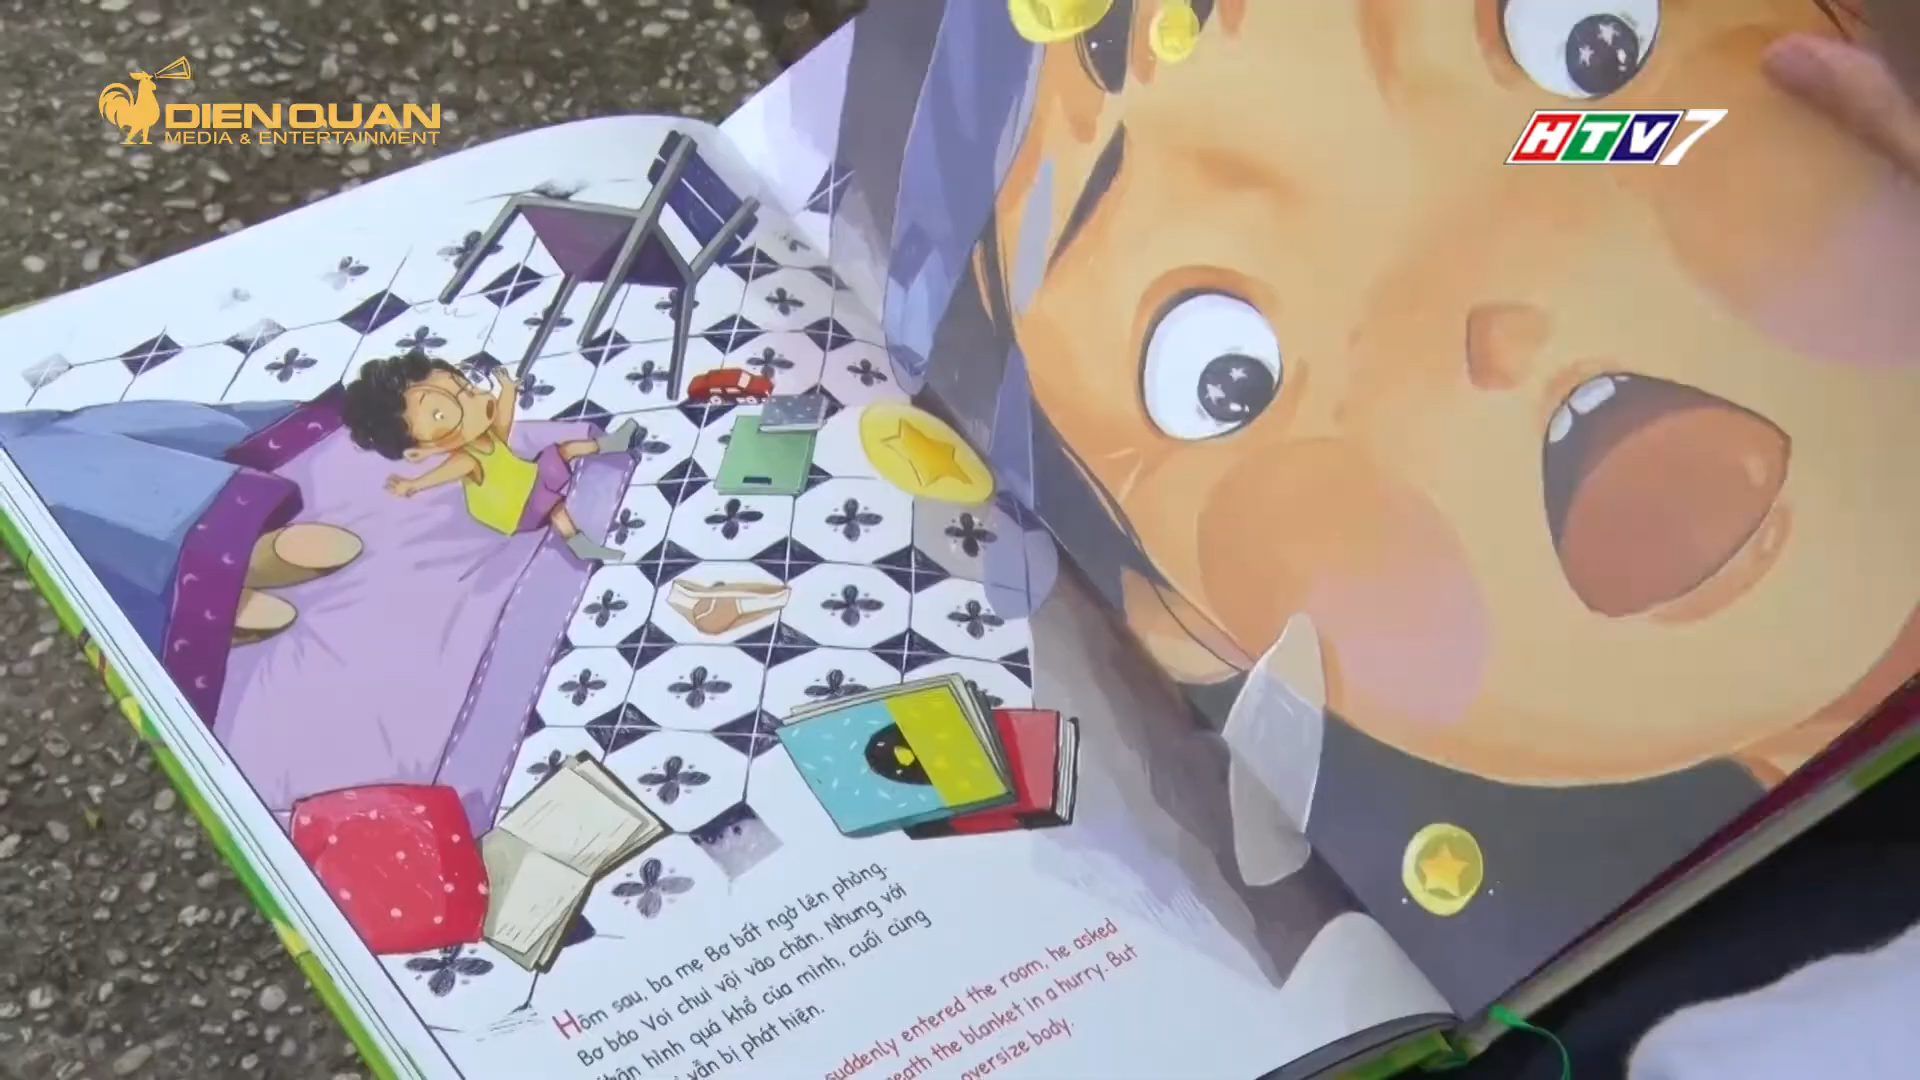 DIEN QUAN
MEDIA & ENTERTAINMENT
HTV7
Hôm sau, ba mẹ Bơ bất ngờ lên phòng.
Bơ bảo Voi chui vội vào chăn. Nhưng với
thân hình quá khổ của mình, cuối cùng
vẫn bị phát hiện.
suddenly entered the room, he asked
the blanket in a hurry. But
oversize body.